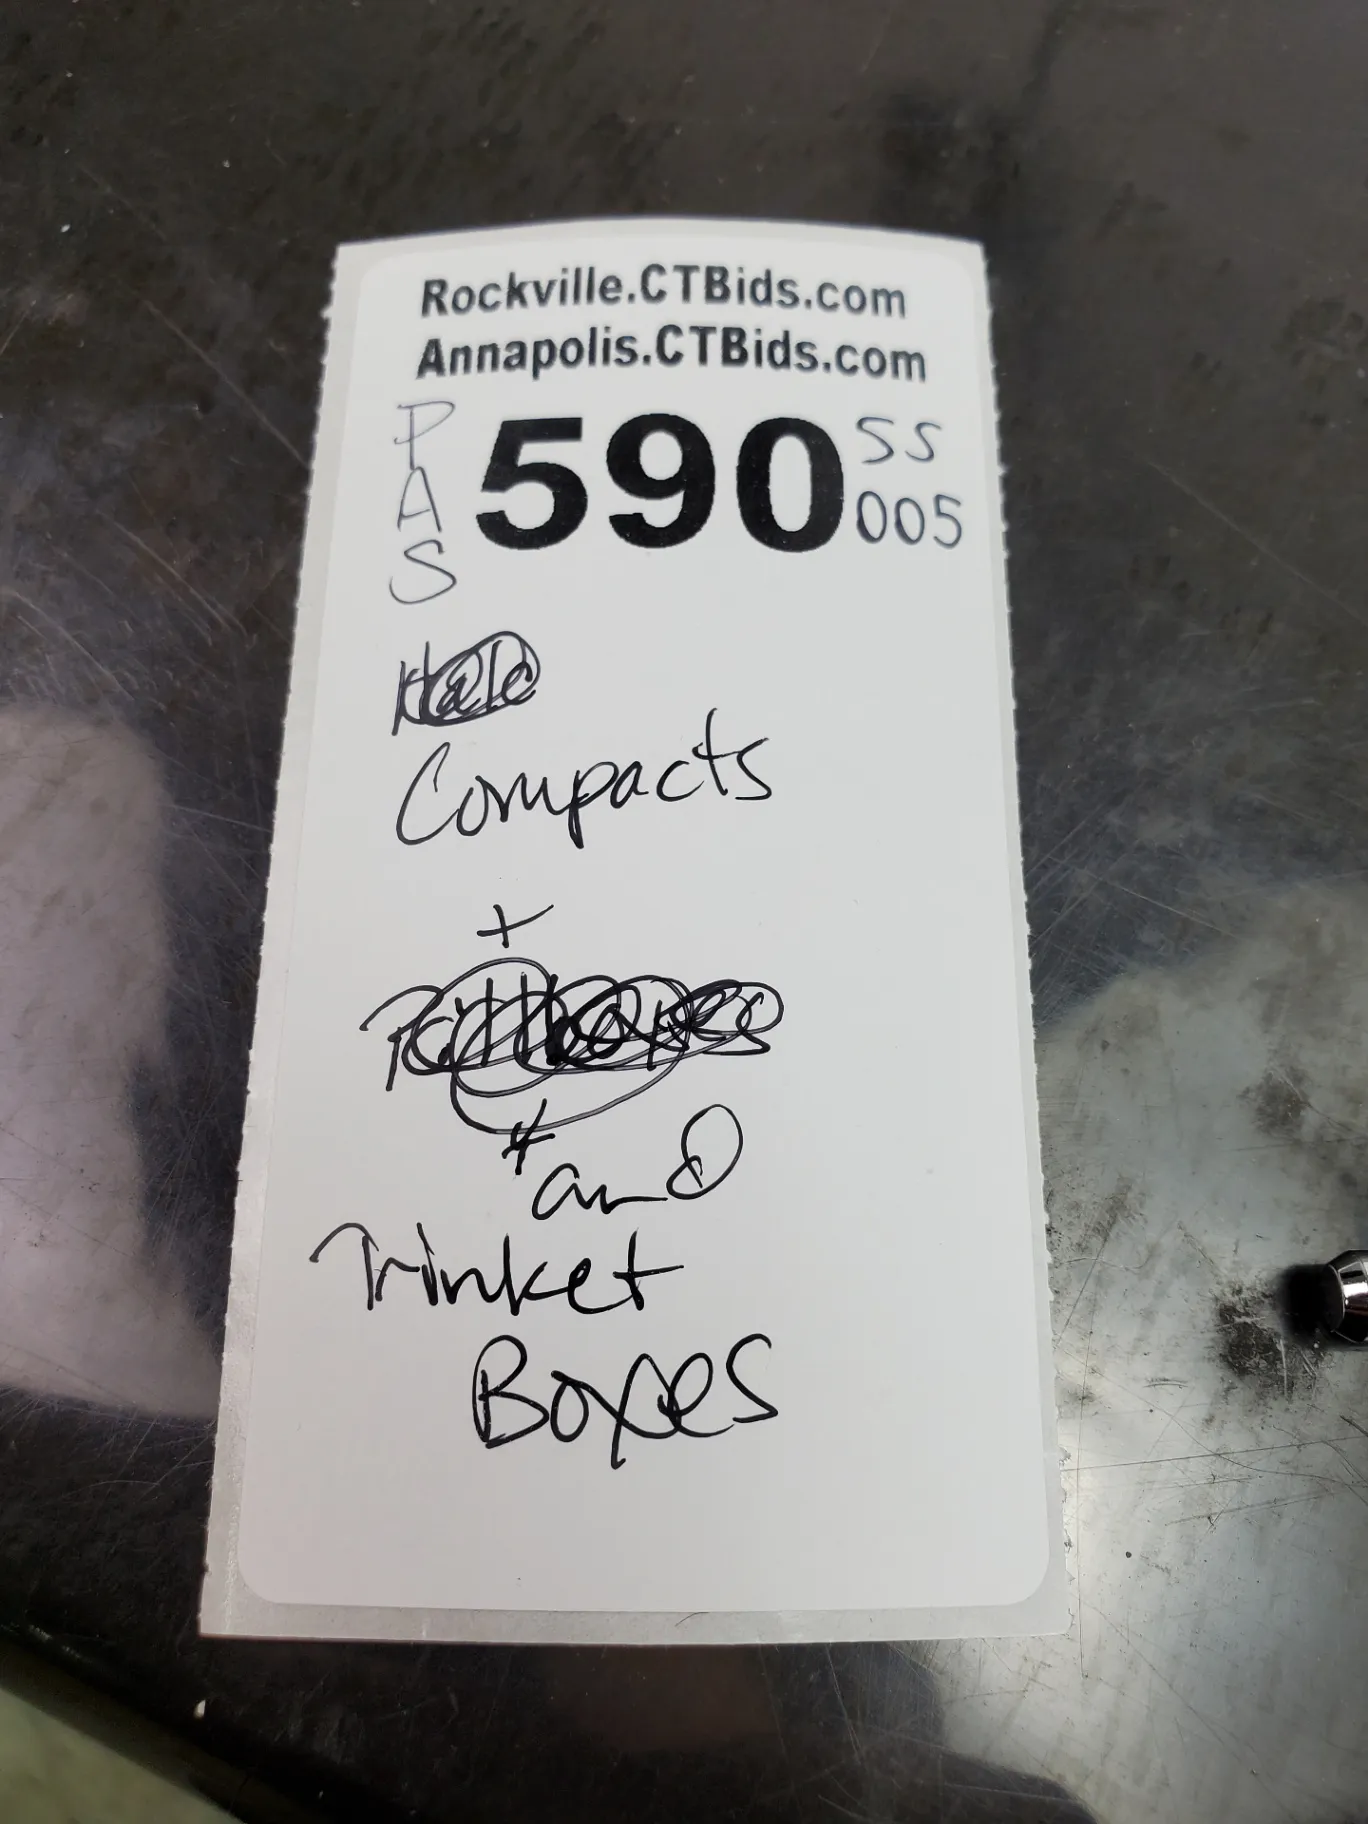 Rockville.CTBids.com
Annapolis.CTBids.com
PAS
590
SS
005
Compacts
+
and
Trinket
Boxes